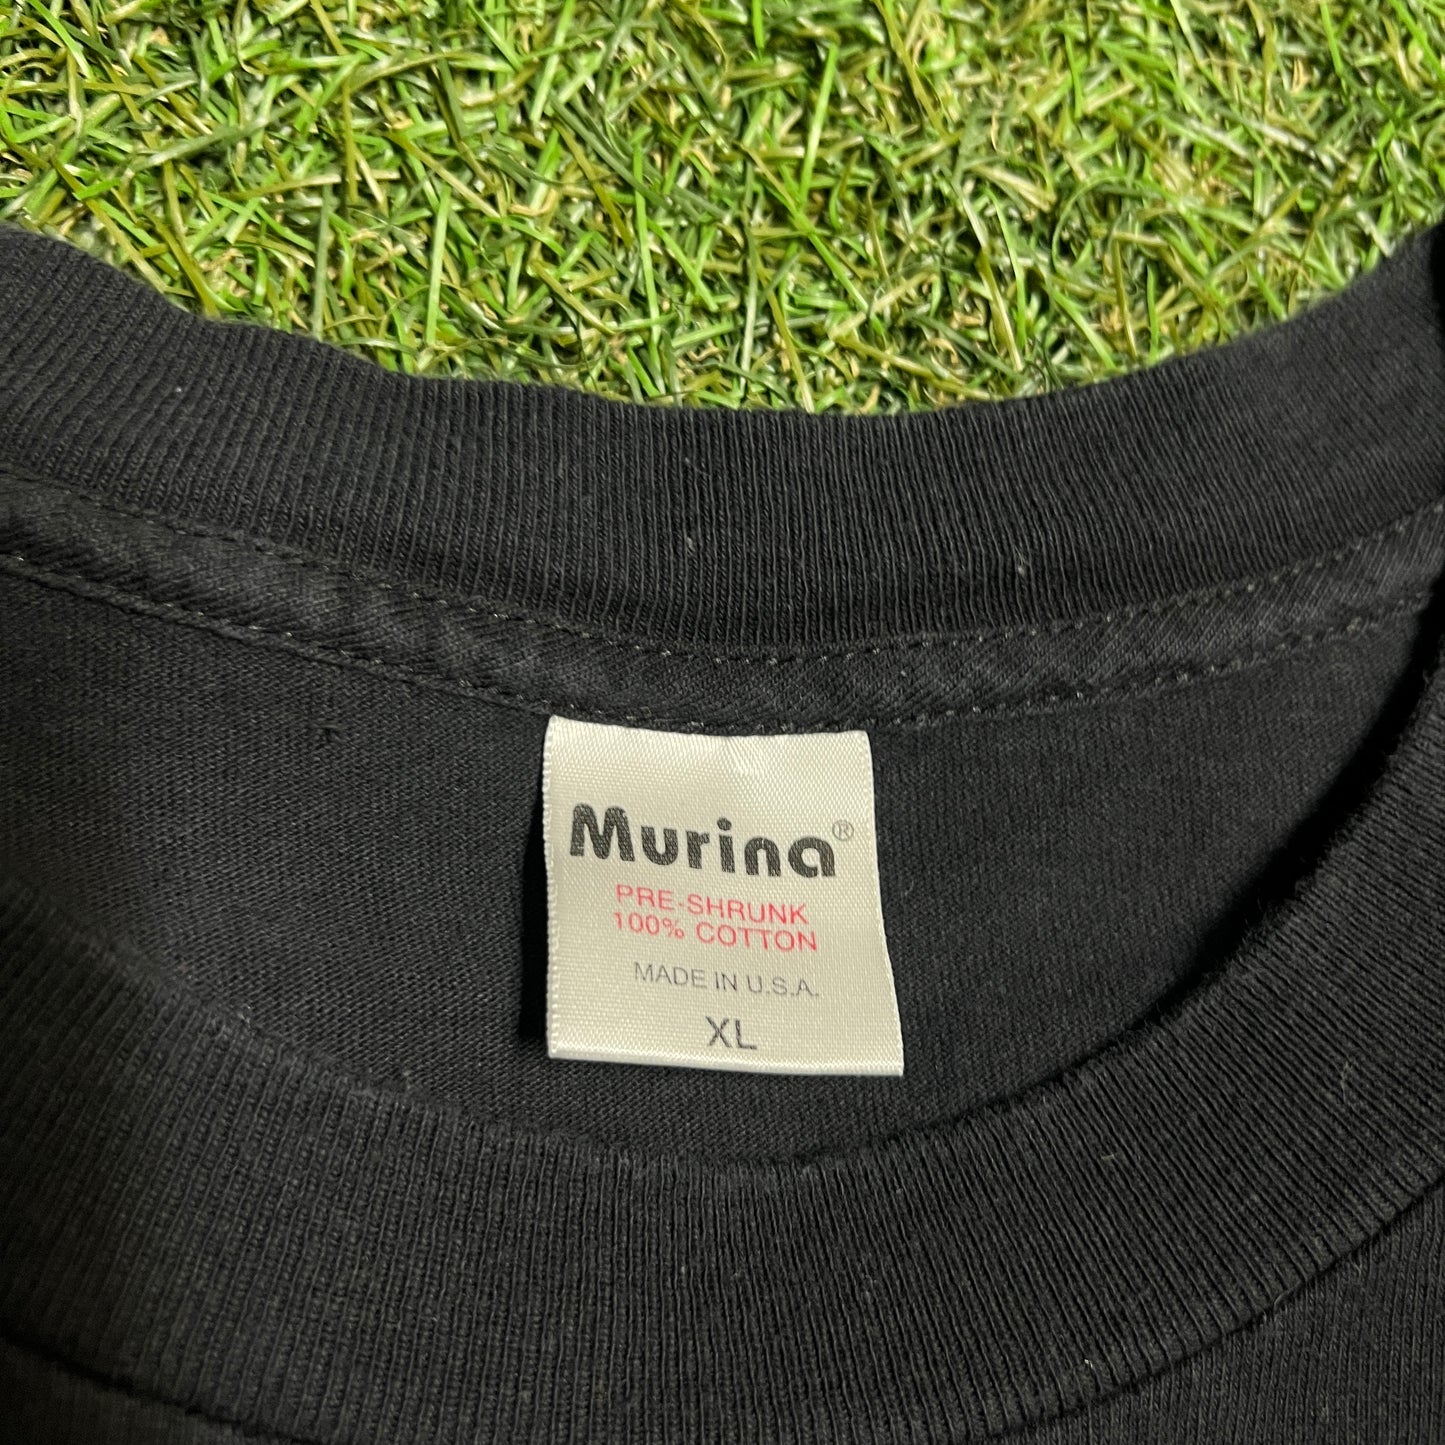 Murina®
PRE-SHRUNK
100% COTTON
MADE IN U.S.A.
XL